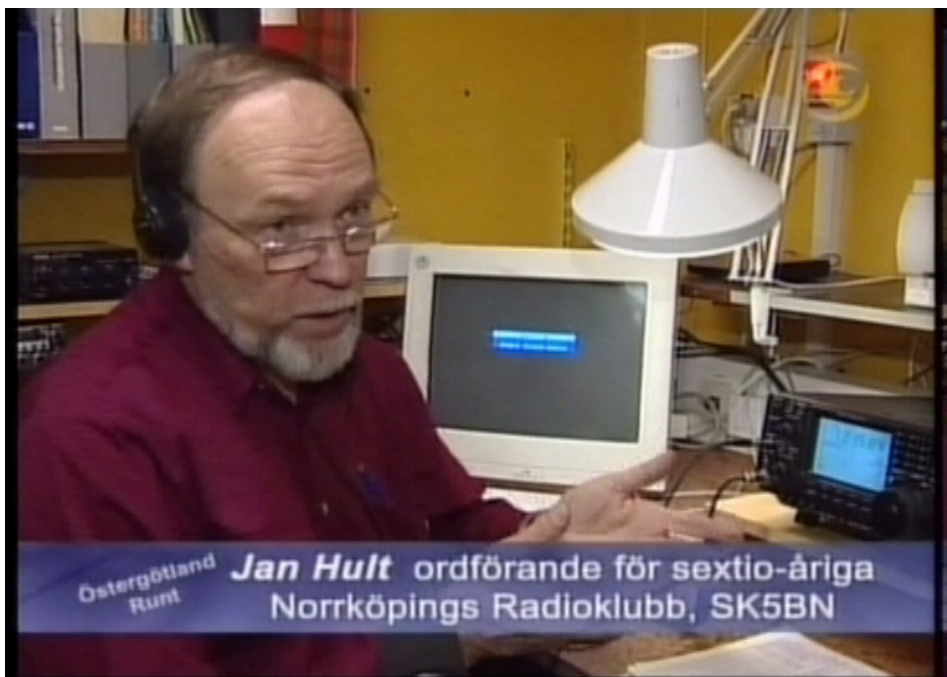 Östergötland
Runt
Jan Hult ordförande för sextio-åriga
Norrköpings Radioklubb, SK5BN